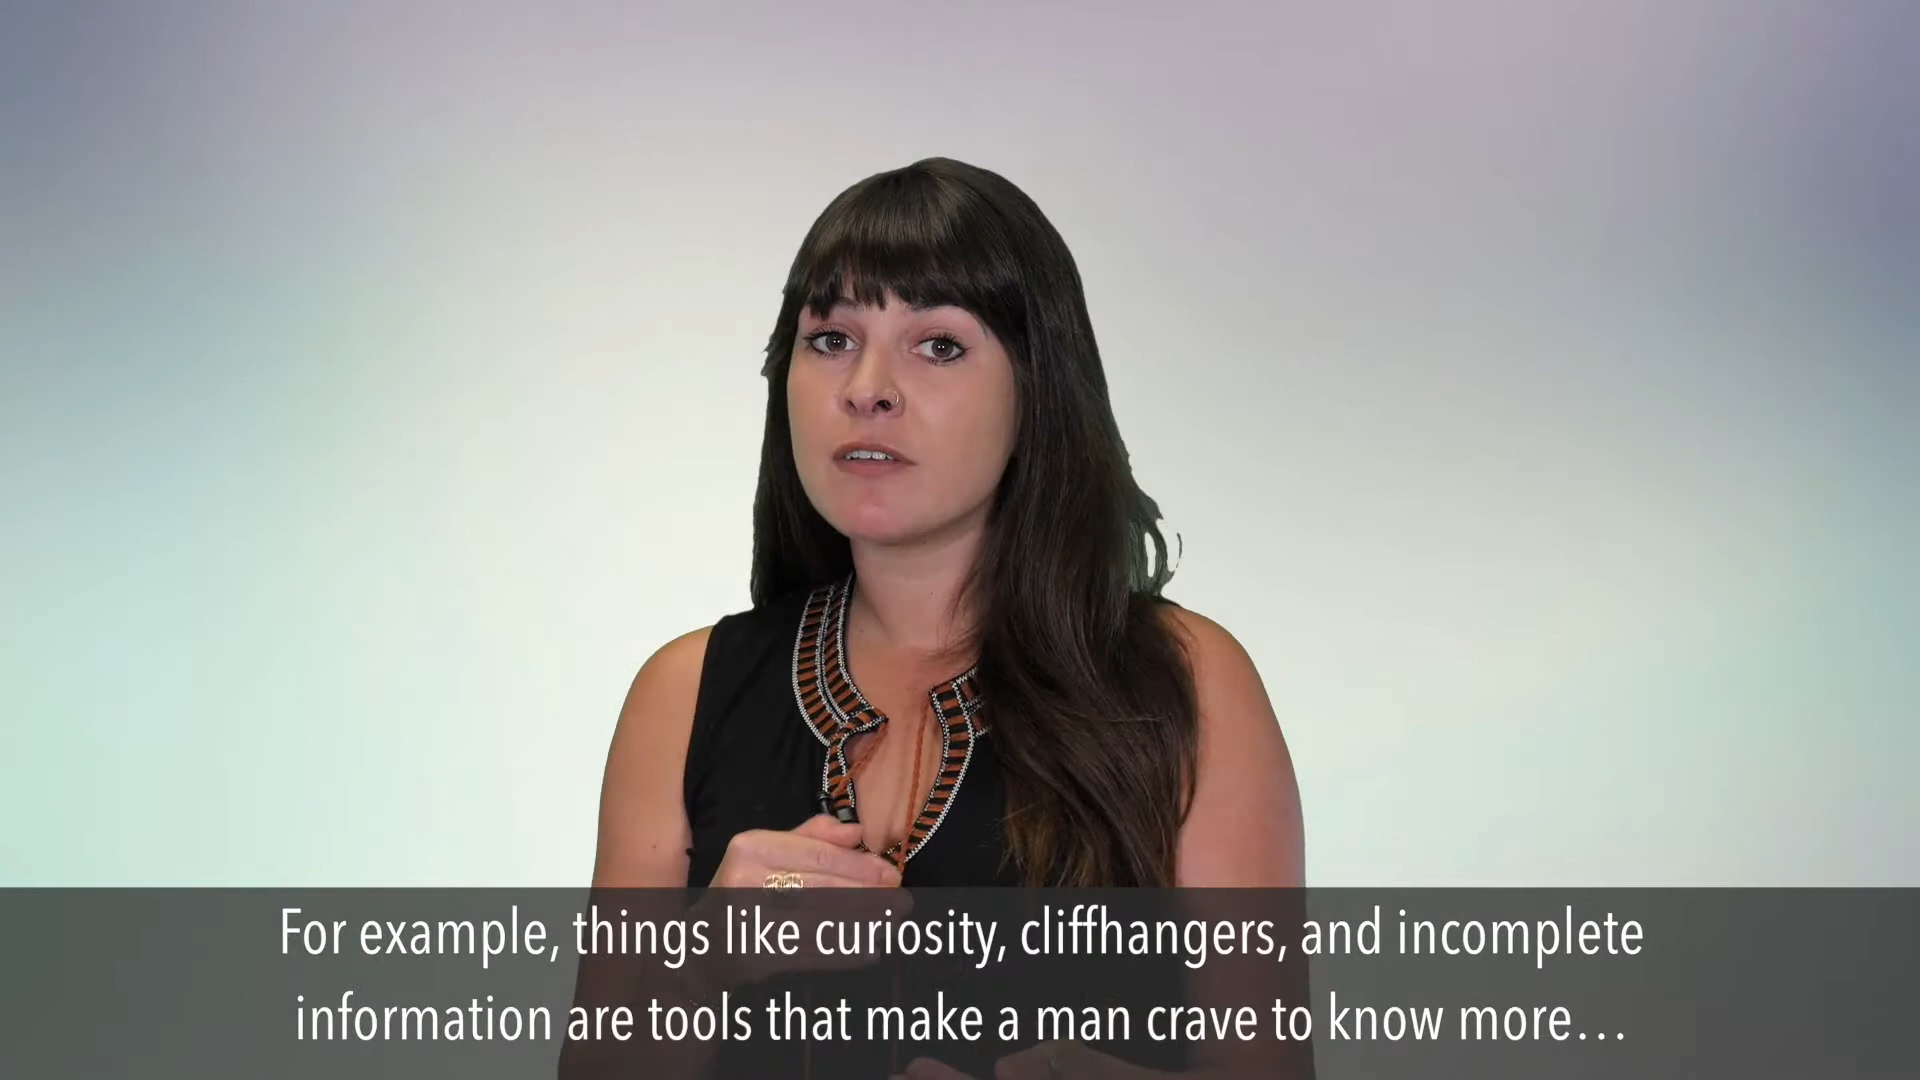 For example, things like curiosity, cliffhangers, and incomplete
information are tools that make a man crave to know more…